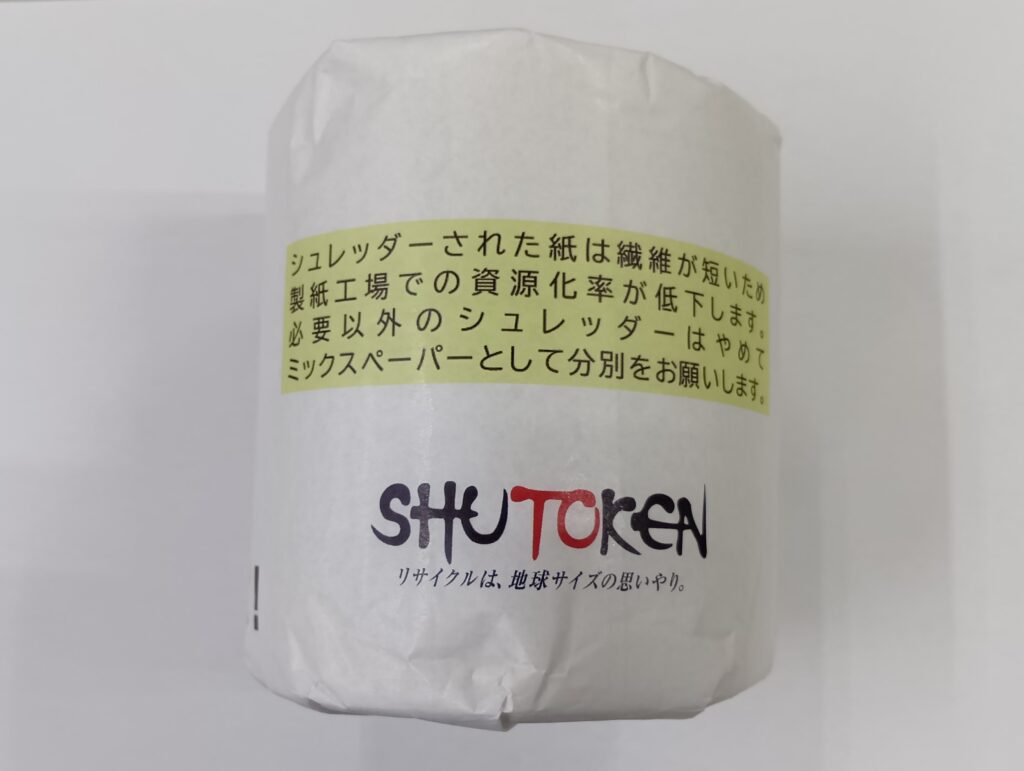 シュレッダーされた紙は繊維が短いため
製紙工場での資源化率が低下します。
必要以外のシュレッダーはやめて
ミックスペーパーとして分別をお願いします。
SHUTOKEN
リサイクルは、地球サイズの思いやり。
!